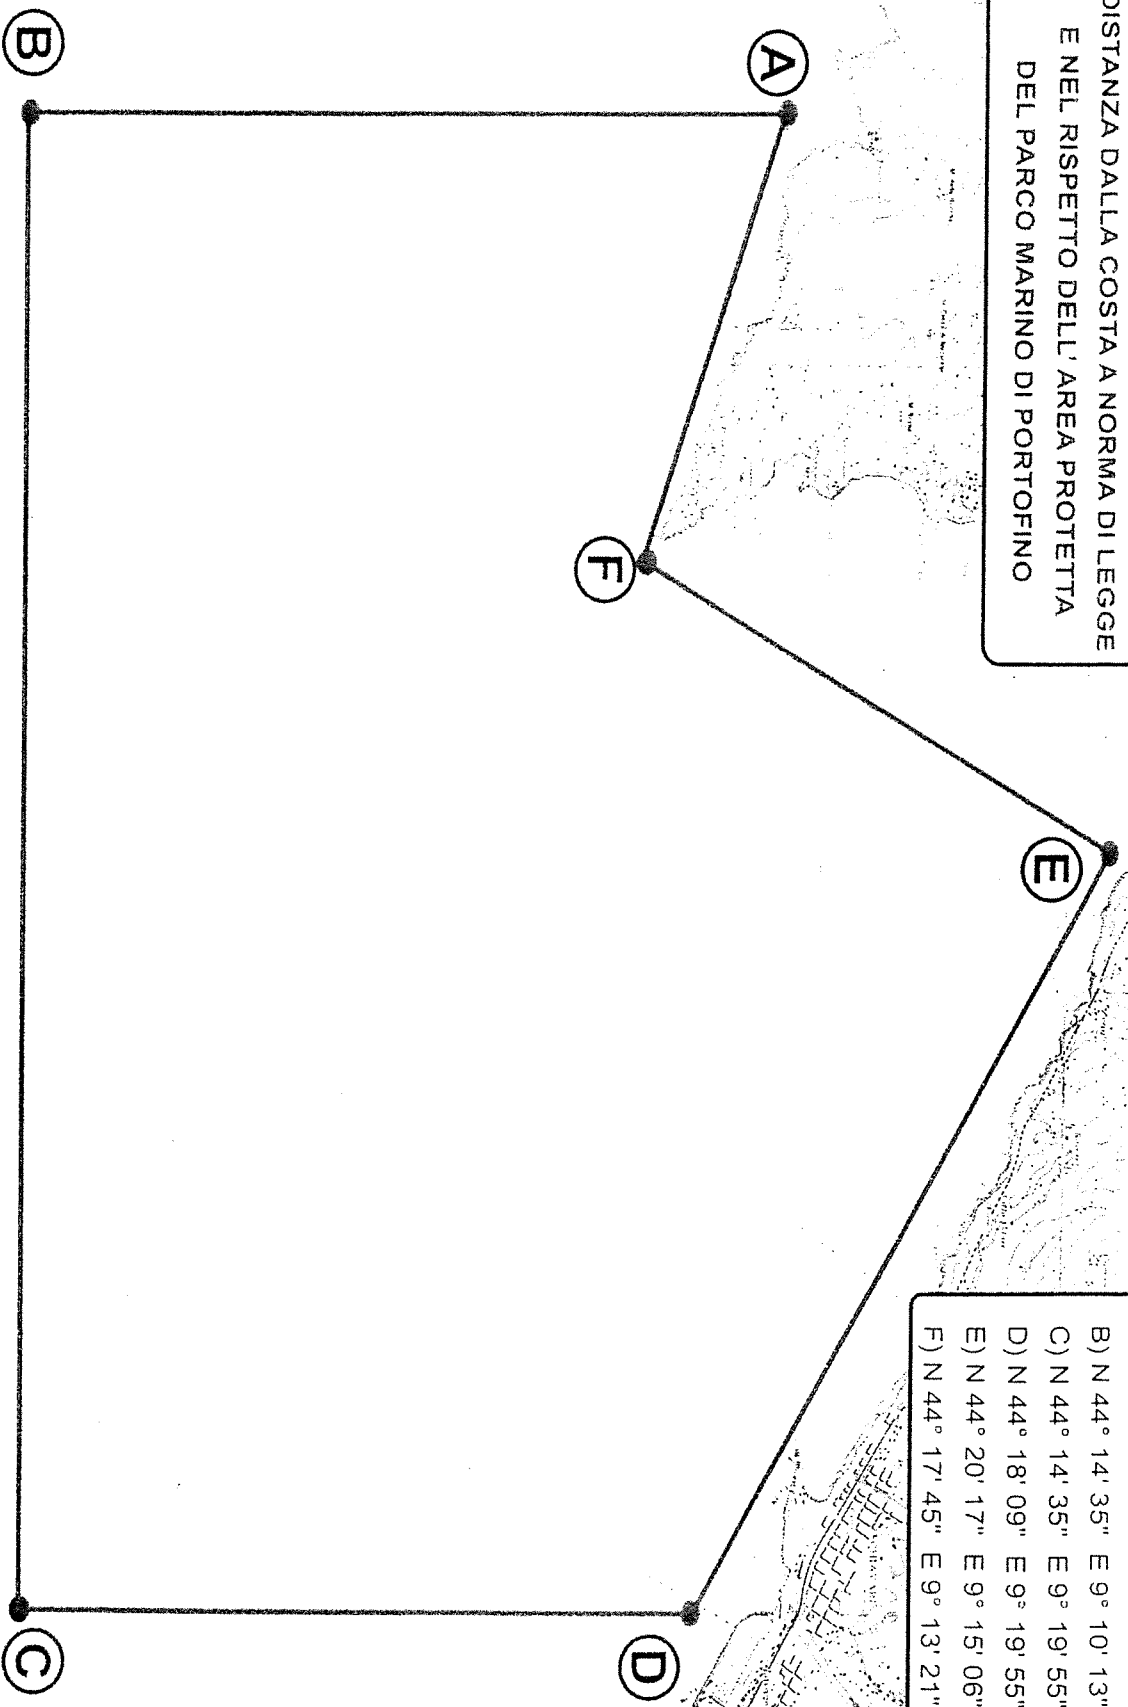 DISTANZA DALLA COSTA A NORMA DI LEGGE
E NEL RISPETTO DELL' AREA PROTETTA
DEL PARCO MARINO DI PORTOFINO
B) N 44° 14' 35" E 9° 10' 13"
C) N 44° 14' 35" E 9° 19' 55"
D) N 44° 18' 09" E 9° 19' 55"
E) N 44° 20' 17" E 9° 15' 06"
F) N 44° 17' 45" E 9° 13' 21"
E
A
D
F
B
C